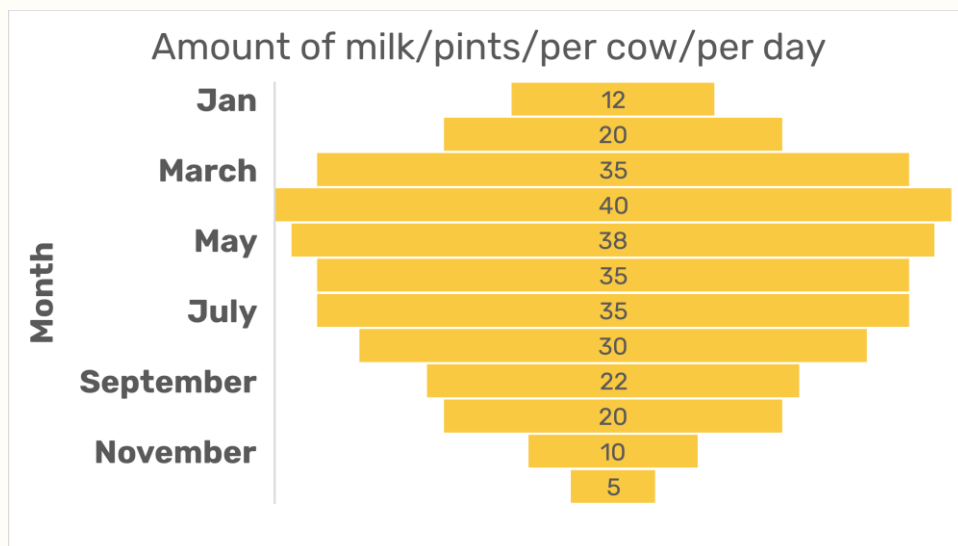 Amount of milk/pints/per cow/per day
Month
Jan 12
20
March 35
40
May 38
35
July 35
30
September 22
20
November 10
5